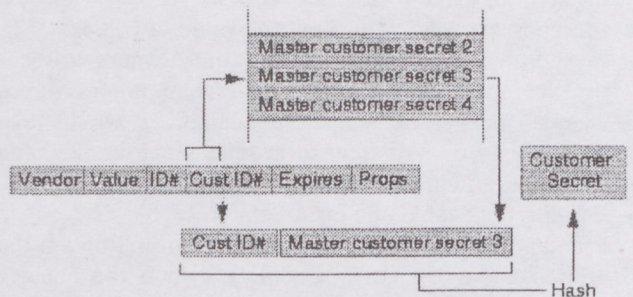 Master customer secret 2
Master customer secret 3
Master customer secret 4
Vendor Value ID# Cust ID# Expires Props
Customer
Secret
Cust ID# Master customer secret 3
Hash